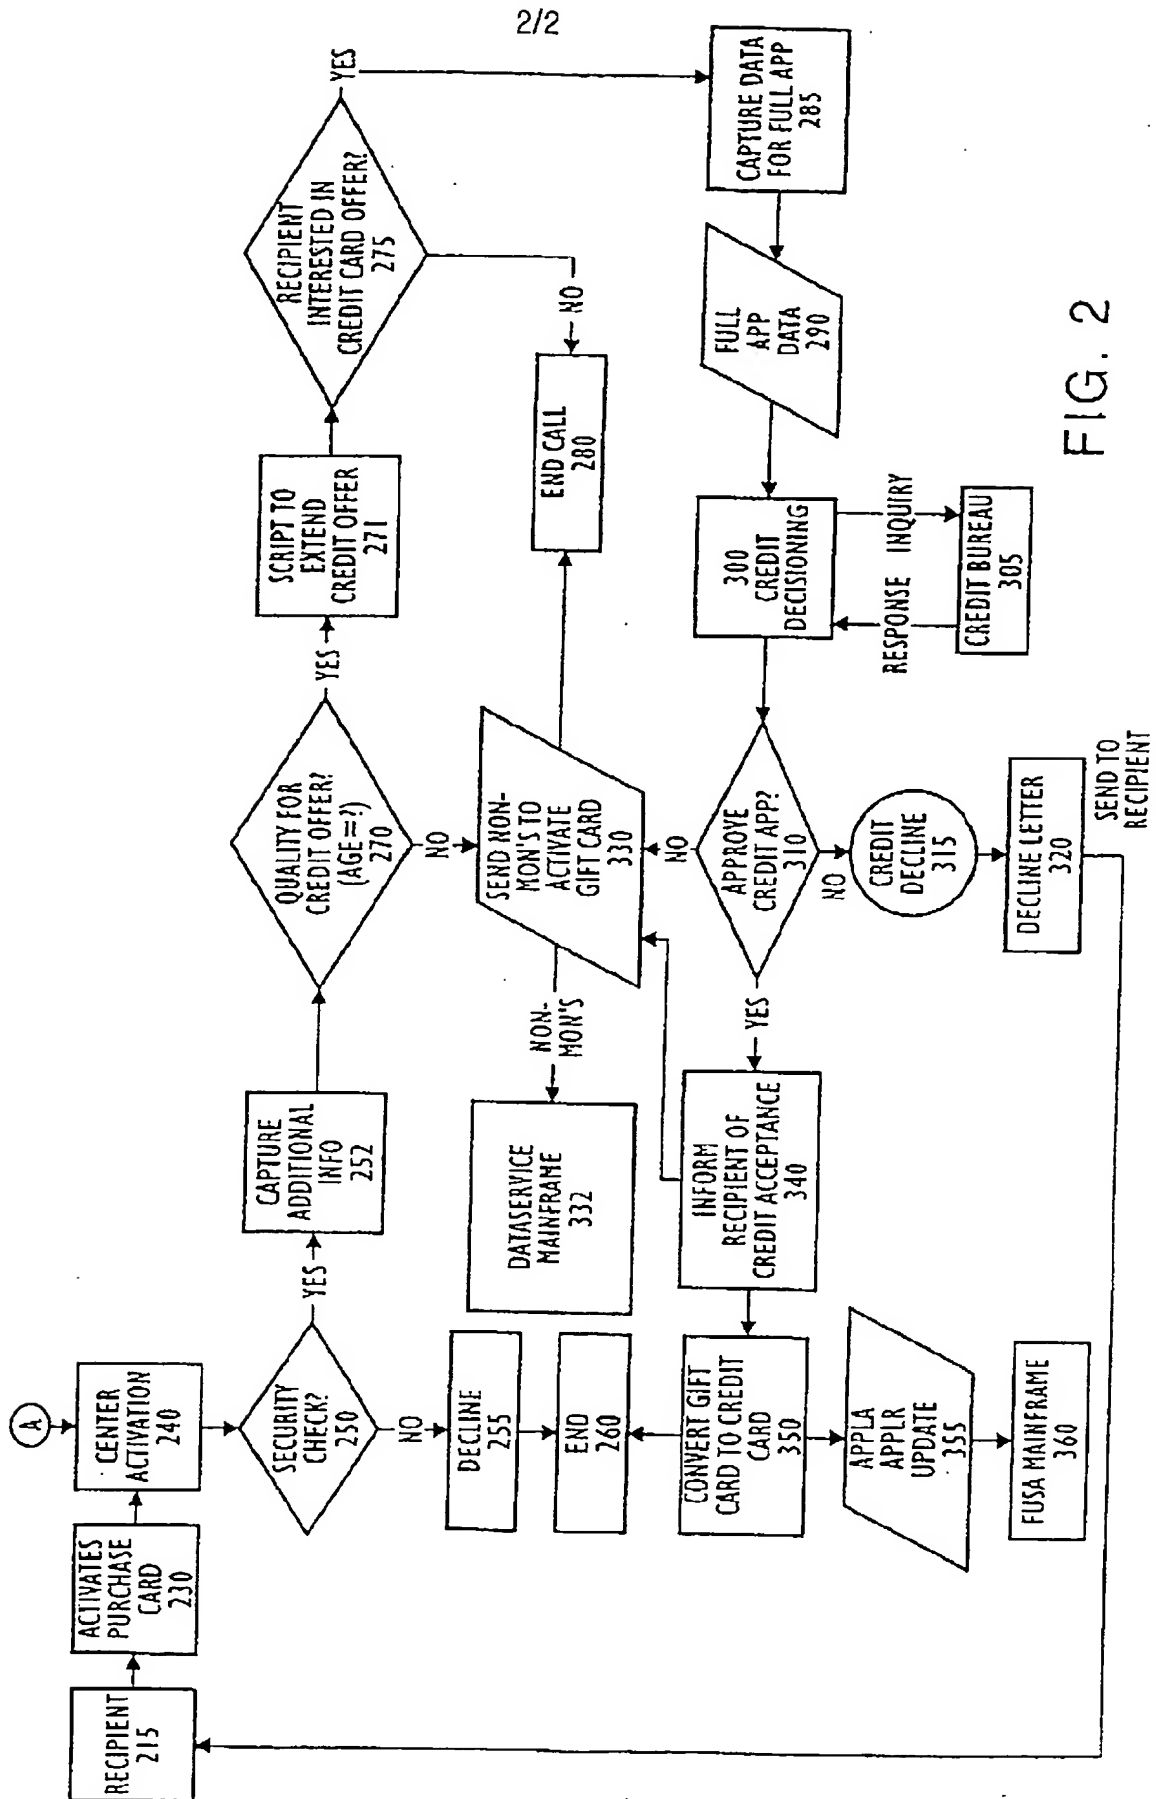 2/2
A
RECIPIENT
215
ACTIVATES
PURCHASE
CARD
230
CENTER
ACTIVATION
240
SECURITY
CHECK?
250
YES
NO
CAPTURE
ADDITIONAL
INFO
252
QUALITY FOR
CREDIT OFFER?
(AGE=?)
270
YES
NO
SCRIPT TO
EXTEND
CREDIT OFFER
271
RECIPIENT
INTERESTED IN
CREDIT CARD OFFER?
275
YES
NO
DECLINE
255
END
260
DATASERVICE
MAINFRAME
332
NON-
MON'S
SEND NON-
MON'S TO
ACTIVATE
GIFT CARD
330
END CALL
280
CAPTURE DATA
FOR FULL APP
285
FULL
APP
DATA
290
300
CREDIT
DECISIONING
RESPONSE
INQUIRY
CREDIT BUREAU
305
APPROVE
CREDIT APP?
310
NO
NO
YES
CREDIT
DECLINE
315
DECLINE LETTER
320
SEND TO
RECIPIENT
INFORM
RECIPIENT OF
CREDIT ACCEPTANCE
340
CONVERT GIFT
CARD TO CREDIT
CARD
350
APPLA
APPLR
UPDATE
355
FUSA MAINFRAME
360
FIG. 2